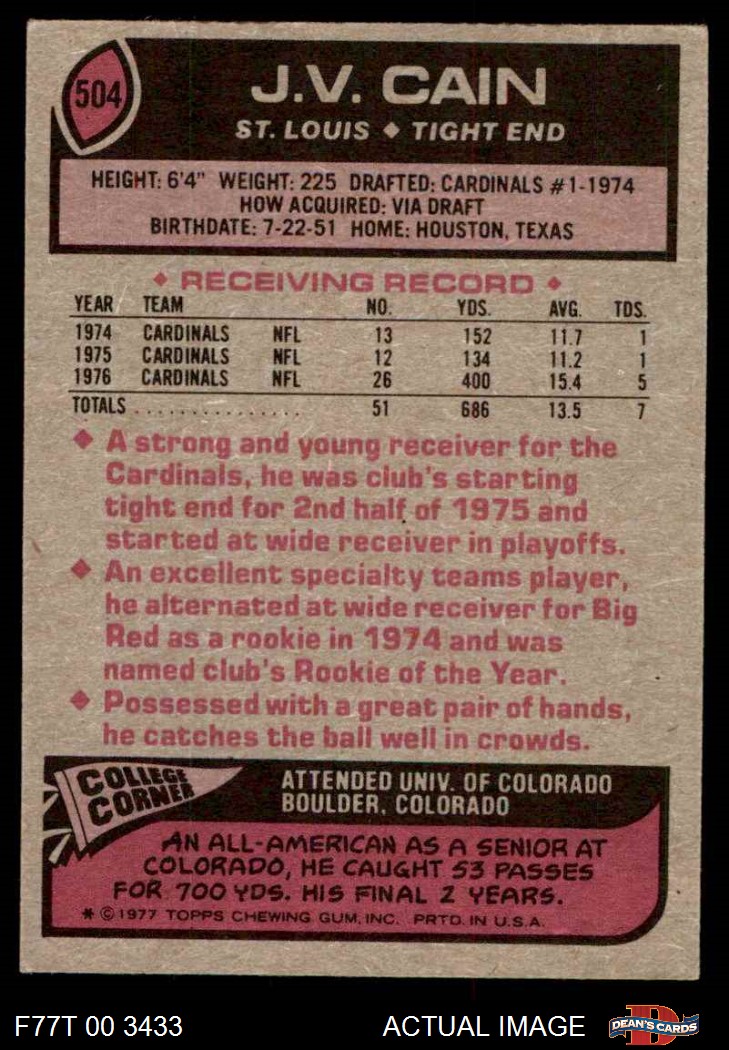 504
J.V. CAIN
ST. LOUIS ◆ TIGHT END
HEIGHT: 6'4" WEIGHT: 225 DRAFTED: CARDINALS #1-1974
HOW ACQUIRED: VIA DRAFT
BIRTHDATE: 7-22-51 HOME: HOUSTON, TEXAS
◆ RECEIVING RECORD ◆
YEAR TEAM NO. YDS. AVG. TDS.
1974 CARDINALS NFL 13 152 11.7 1
1975 CARDINALS NFL 12 134 11.2 1
1976 CARDINALS NFL 26 400 15.4 5
TOTALS . . . . . . . . . . . . . . . 51 686 13.5 7
◆ A strong and young receiver for the
Cardinals, he was club's starting
tight end for 2nd half of 1975 and
started at wide receiver in playoffs.
◆ An excellent specialty teams player,
he alternated at wide receiver for Big
Red as a rookie in 1974 and was
named club's Rookie of the Year.
◆ Possessed with a great pair of hands,
he catches the ball well in crowds.
COLLEGE
CORNER
ATTENDED UNIV. OF COLORADO
BOULDER, COLORADO
AN ALL-AMERICAN AS A SENIOR AT
COLORADO, HE CAUGHT 53 PASSES
FOR 700 YDS. HIS FINAL 2 YEARS.
* © 1977 TOPPS CHEWING GUM, INC. PRTD. IN U.S.A.
F77T 00 3433
ACTUAL IMAGE
D
DEAN'S CARDS